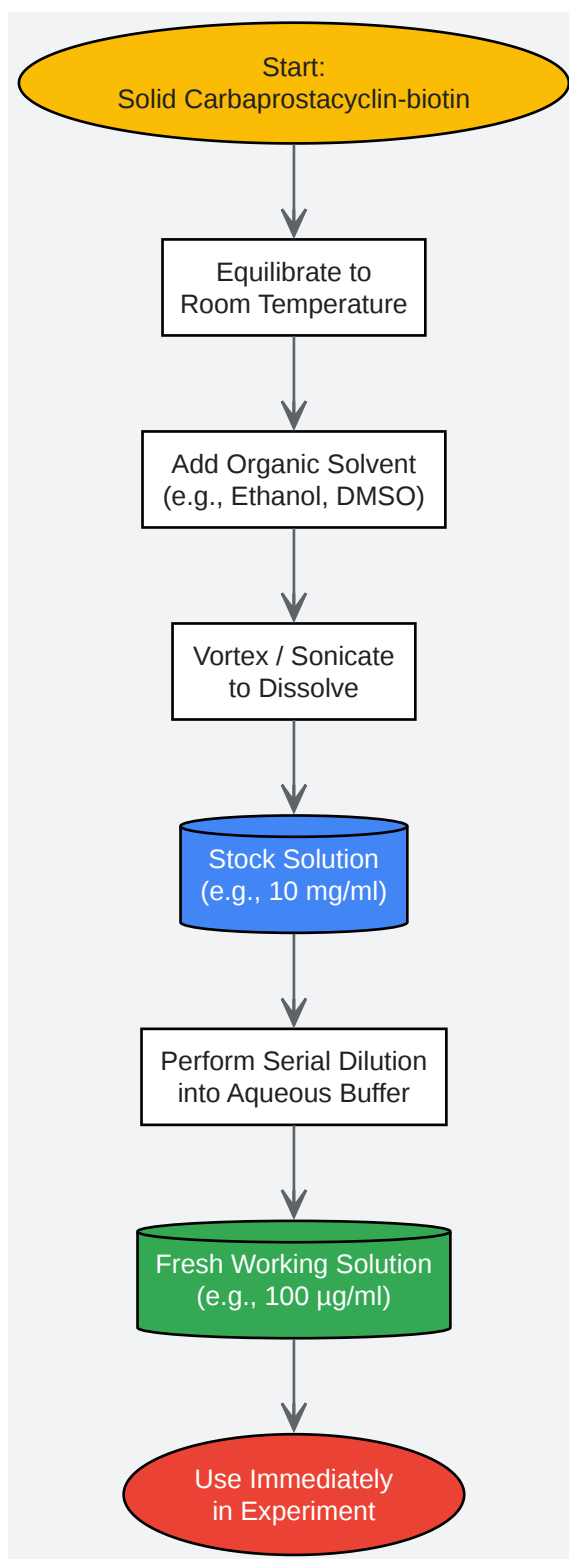 Start:
Solid Carbaprostacyclin-biotin
Equilibrate to
Room Temperature
Add Organic Solvent
(e.g., Ethanol, DMSO)
Vortex / Sonicate
to Dissolve
Stock Solution
(e.g., 10 mg/ml)
Perform Serial Dilution
into Aqueous Buffer
Fresh Working Solution
(e.g., 100 µg/ml)
Use Immediately
in Experiment